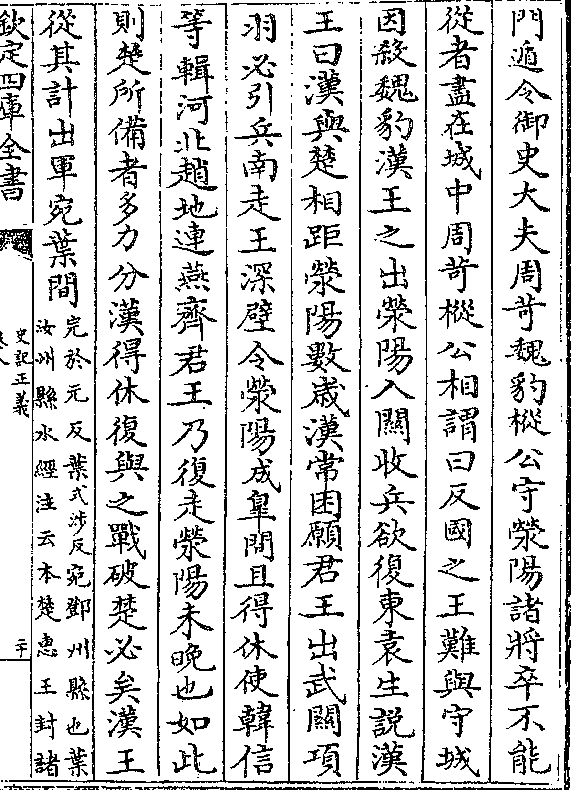 門遁令御史大夫周苛魏豹樅公守滎陽諸將卒不能
從者盡在城中周苛樅公相謂曰反國之王難與守城
因殺魏豹漢王之出滎陽入關收兵欲復東袁生說漢
王曰漢與楚相距滎陽數歲漢常困願君王出武關項
羽必引兵南走王深壁令滎陽成臯間且得休使韓信
等輯河北趙地連燕齊君王乃復走滎陽未晚也如此
則楚所備者多力分漢得休復與之戰破楚必矣漢王
從其計出軍宛葉間
宛於元反葉式涉反宛鄧州縣也葉
汝州縣水經注云本楚惠王封諸
欽定四庫全書
史記正義
卷八
二十